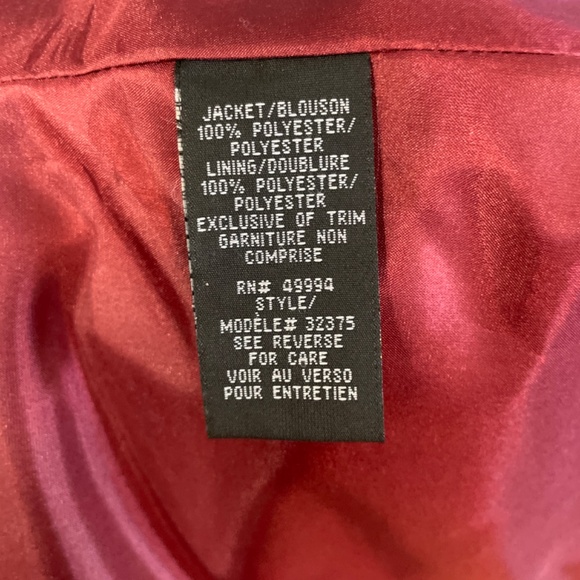 JACKET/BLOUSON
100% POLYESTER/
POLYESTER
LINING/DOUBLURE
100% POLYESTER/
POLYESTER
EXCLUSIVE OF TRIM
GARNITURE NON
COMPRISE
RN# 49994
STYLE/
MODÈLE# 32375
SEE REVERSE
FOR CARE
VOIR AU VERSO
POUR ENTRETIEN